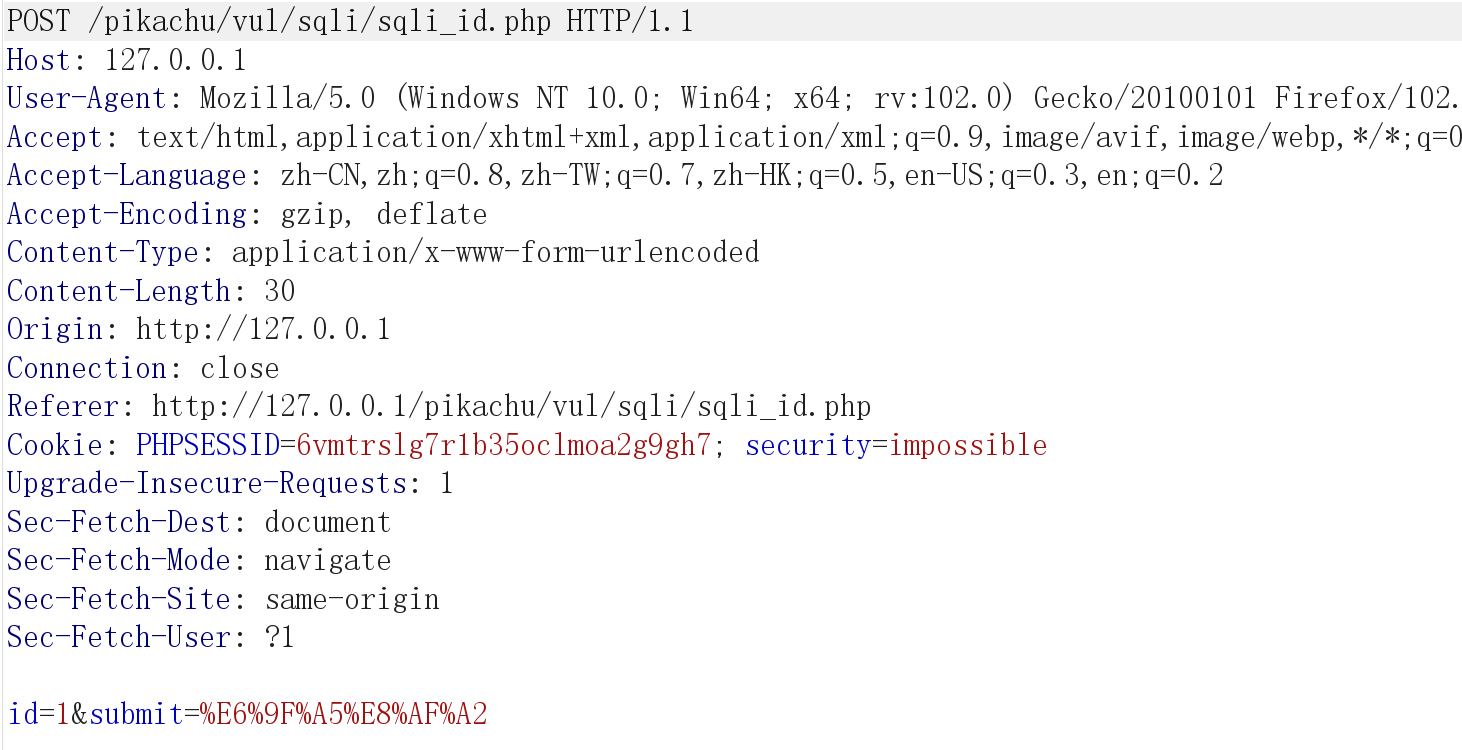 POST /pikachu/vul/sqli/sqli_id.php HTTP/1.1
Host: 127.0.0.1
User-Agent: Mozilla/5.0 (Windows NT 10.0; Win64; x64; rv:102.0) Gecko/20100101 Firefox/102.
Accept: text/html,application/xhtml+xml,application/xml;q=0.9,image/avif,image/webp,*/*;q=0
Accept-Language: zh-CN,zh;q=0.8,zh-TW;q=0.7,zh-HK;q=0.5,en-US;q=0.3,en;q=0.2
Accept-Encoding: gzip, deflate
Content-Type: application/x-www-form-urlencoded
Content-Length: 30
Origin: http://127.0.0.1
Connection: close
Referer: http://127.0.0.1/pikachu/vul/sqli/sqli_id.php
Cookie: PHPSESSID=6vmtrslg7r1b35oclmoa2g9gh7; security=impossible
Upgrade-Insecure-Requests: 1
Sec-Fetch-Dest: document
Sec-Fetch-Mode: navigate
Sec-Fetch-Site: same-origin
Sec-Fetch-User: ?1
id=1&submit=%E6%9F%A5%E8%AF%A2